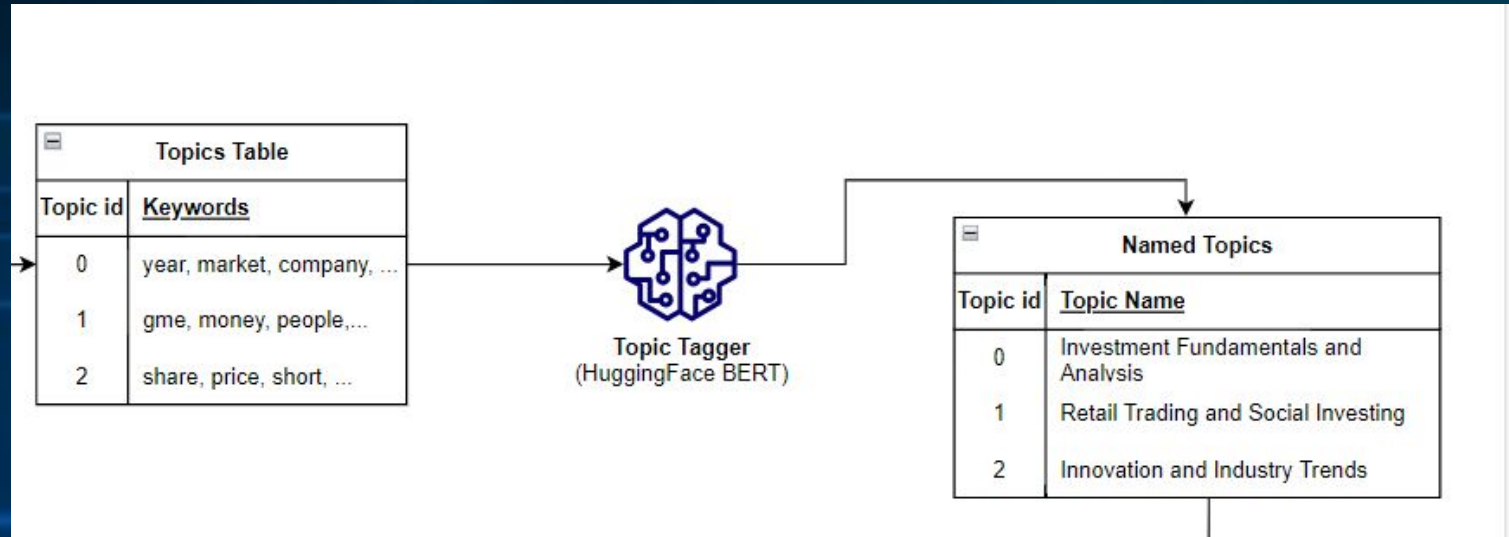 Topics Table
Topic id Keywords
0 year, market, company, ...
1 gme, money, people,...
2 share, price, short, ...
Topic Tagger
(HuggingFace BERT)
Named Topics
Topic id Topic Name
0 Investment Fundamentals and
Analysis
1 Retail Trading and Social Investing
2 Innovation and Industry Trends